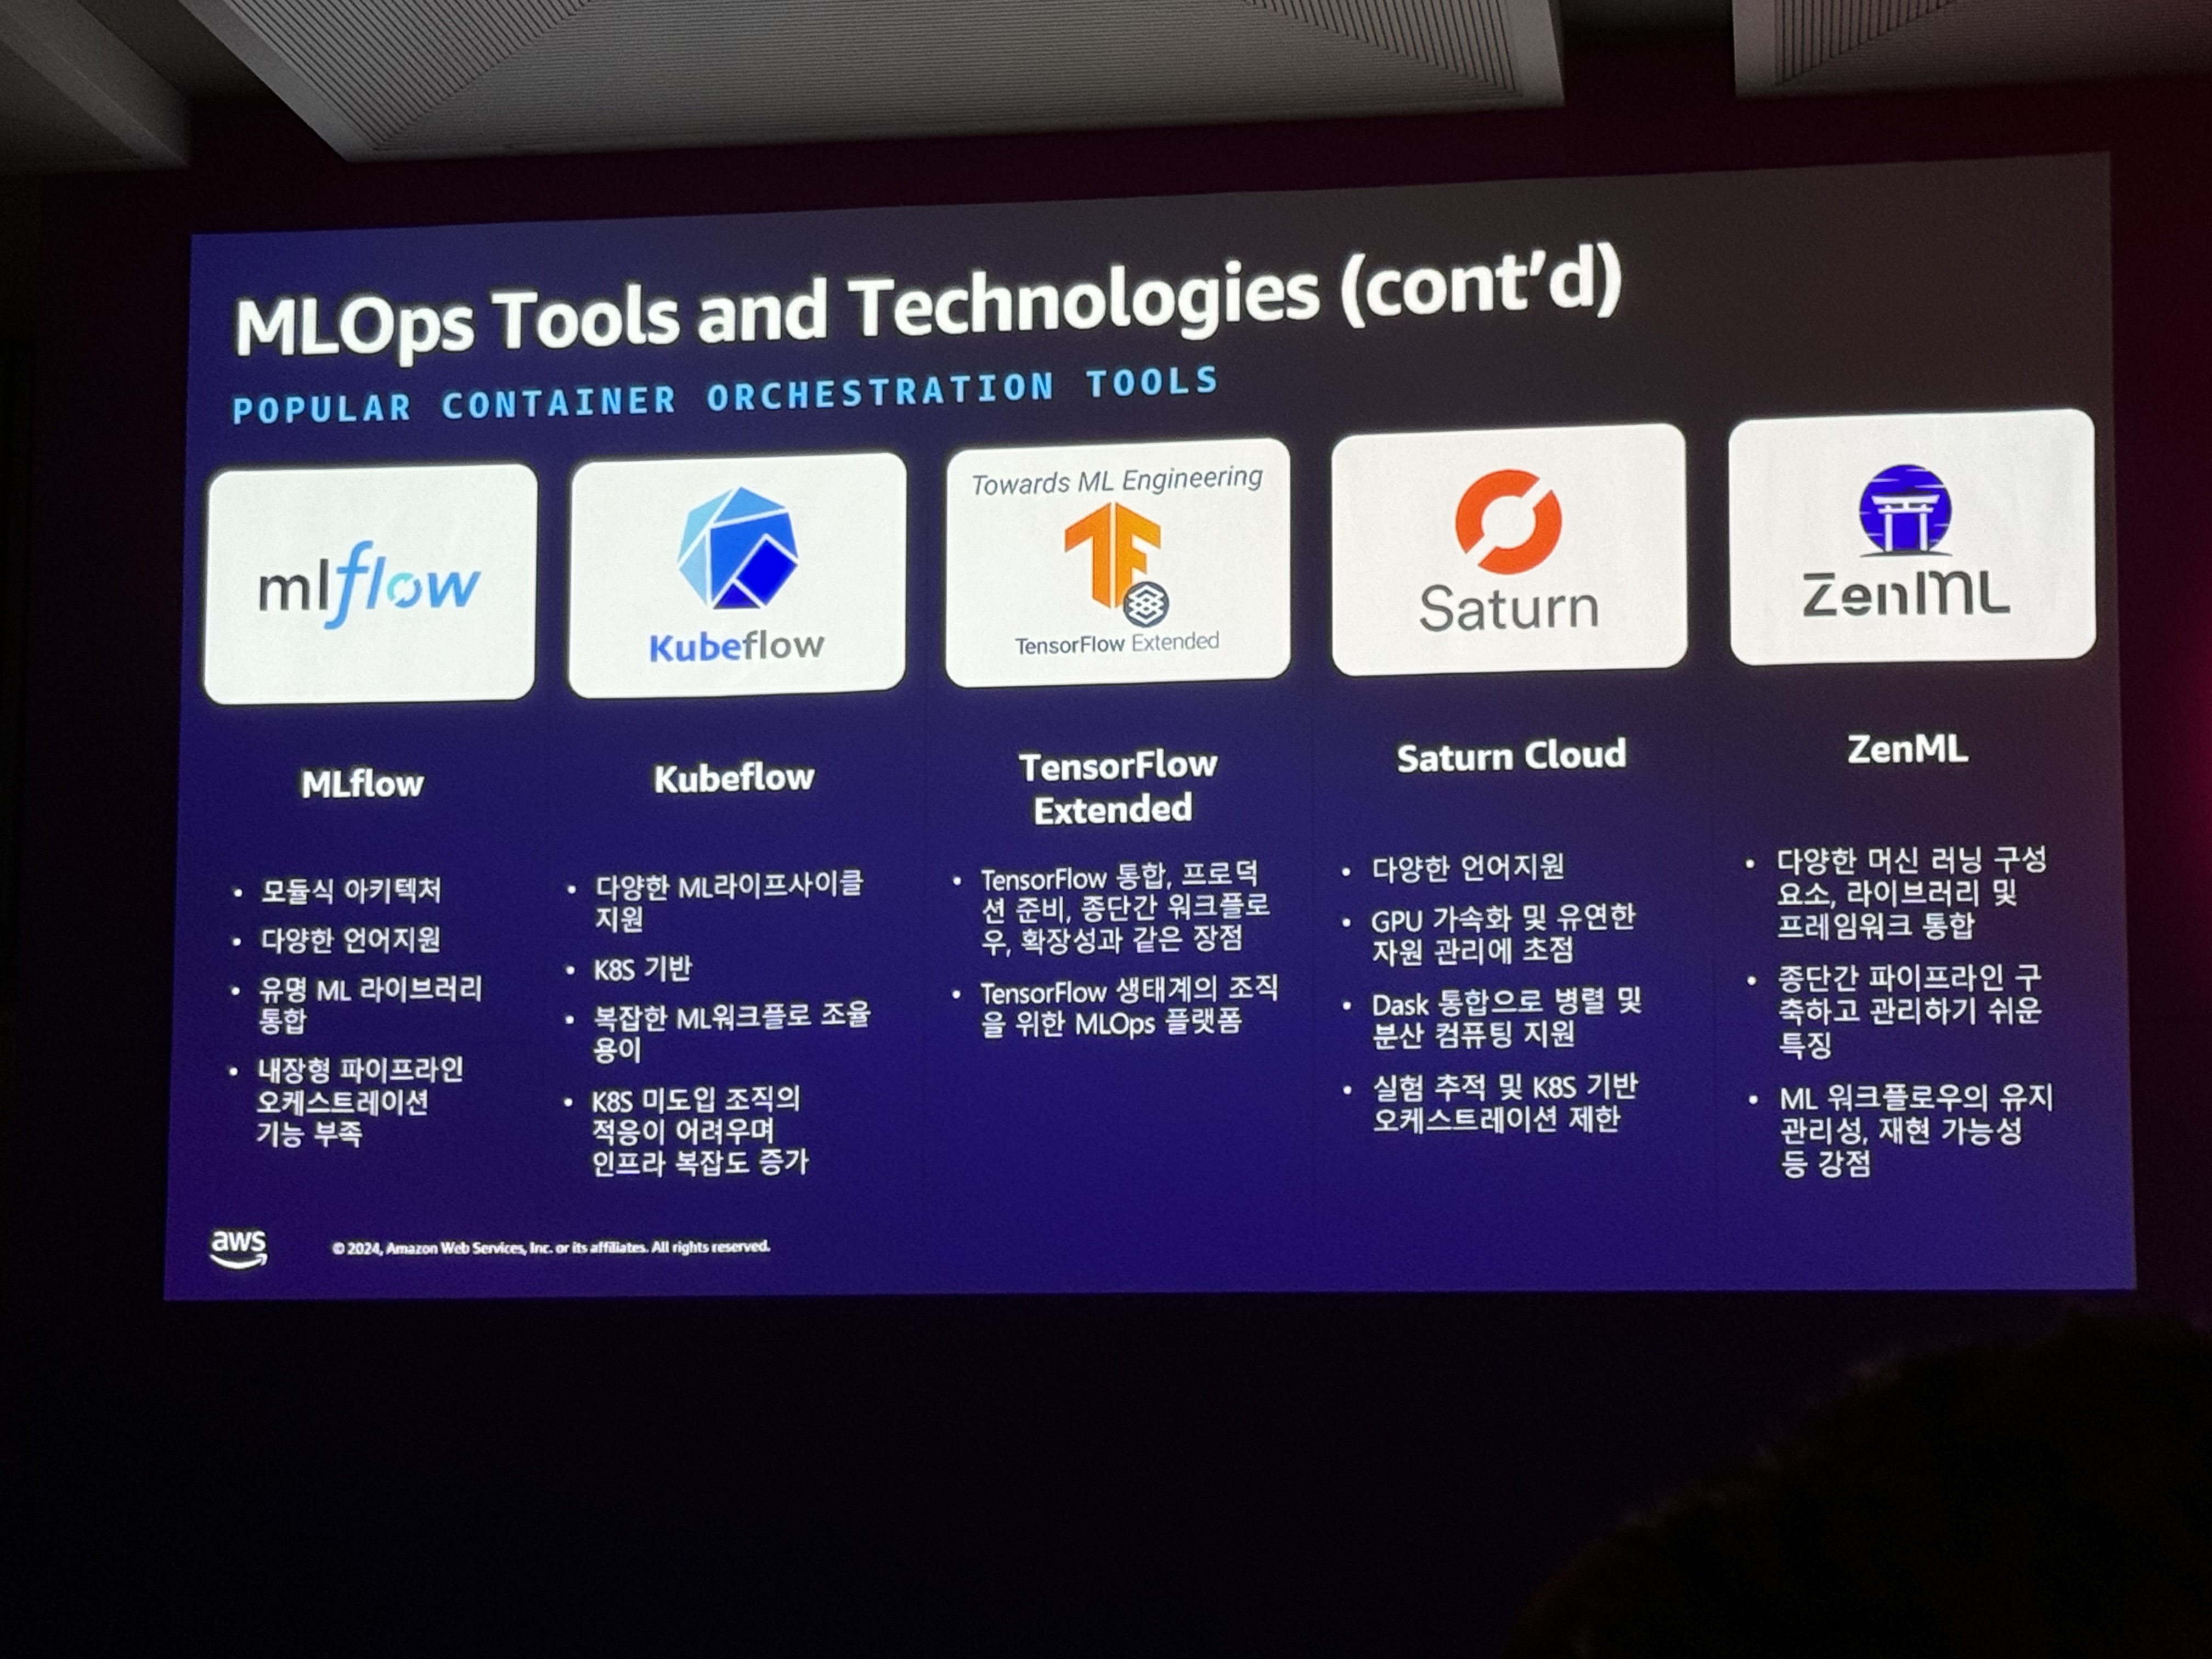 MLOps Tools and Technologies (cont'd)
POPULAR CONTAINER ORCHESTRATION TOOLS
mlflow
Kubeflow
Towards ML Engineering
TF
TensorFlow Extended
Saturn
ZenML
MLflow
• 모듈식 아키텍처
• 다양한 언어지원
• 유명 ML 라이브러리
통합
• 내장형 파이프라인
오케스트레이션
기능 부족
Kubeflow
• 다양한 ML라이프사이클
지원
• K8S 기반
• 복잡한 ML워크플로 조율
용이
• K8S 미도입 조직의
적응이 어려우며
인프라 복잡도 증가
TensorFlow
Extended
• TensorFlow 통합, 프로덕
션 준비, 종단간 워크플로
우, 확장성과 같은 장점
• TensorFlow 생태계의 조직
을 위한 MLOps 플랫폼
Saturn Cloud
• 다양한 언어지원
• GPU 가속화 및 유연한
자원 관리에 초점
• Dask 통합으로 병렬 및
분산 컴퓨팅 지원
• 실험 추적 및 K8S 기반
오케스트레이션 제한
ZenML
• 다양한 머신 러닝 구성
요소, 라이브러리 및
프레임워크 통합
• 종단간 파이프라인 구
축하고 관리하기 쉬운
특징
• ML 워크플로우의 유지
관리성, 재현 가능성
등 강점
aws
© 2024, Amazon Web Services, Inc. or its affiliates. All rights reserved.